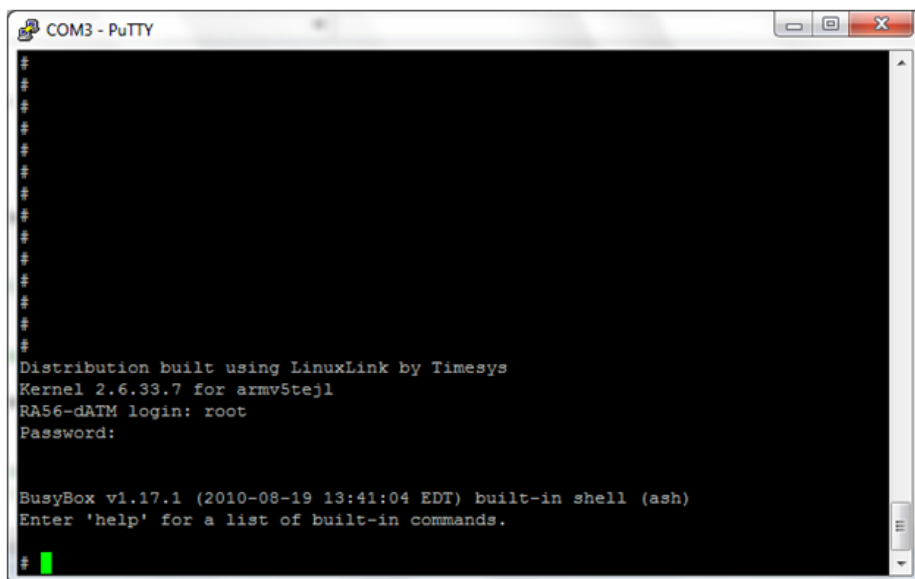 COM3 - PuTTY
#
#
#
#
#
#
#
#
#
#
#
#
#
#
Distribution built using LinuxLink by Timesys
Kernel 2.6.33.7 for armv5tejl
RA56-dATM login: root
Password:
BusyBox v1.17.1 (2010-08-19 13:41:04 EDT) built-in shell (ash)
Enter 'help' for a list of built-in commands.
#